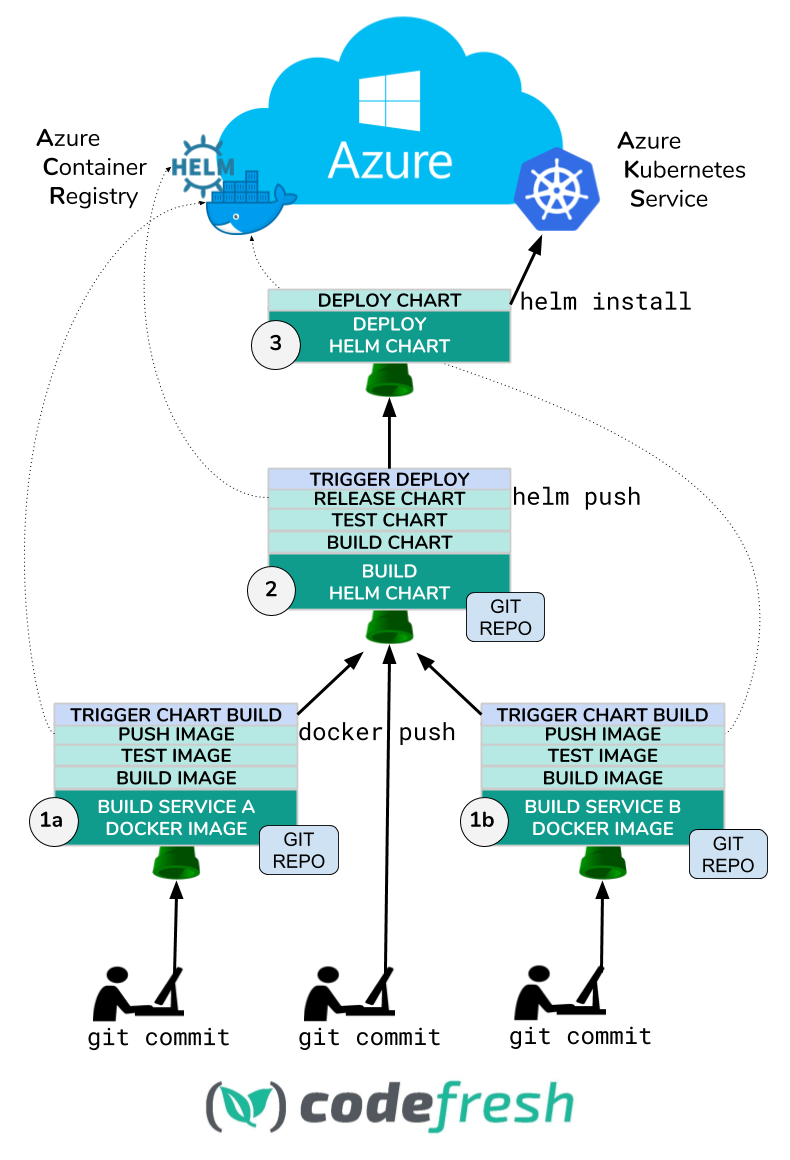 Azure
Container
Registry
HELM
Azure
Azure
Kubernetes
Service
DEPLOY CHART
helm install
DEPLOY
HELM CHART
3
TRIGGER DEPLOY
RELEASE CHART
helm push
TEST CHART
BUILD CHART
BUILD
HELM CHART
2
GIT
REPO
TRIGGER CHART BUILD
PUSH IMAGE
docker push
TEST IMAGE
BUILD IMAGE
1a
BUILD SERVICE A
DOCKER IMAGE
GIT
REPO
TRIGGER CHART BUILD
PUSH IMAGE
TEST IMAGE
BUILD IMAGE
1b
BUILD SERVICE B
DOCKER IMAGE
GIT
REPO
git commit
git commit
git commit
codefresh